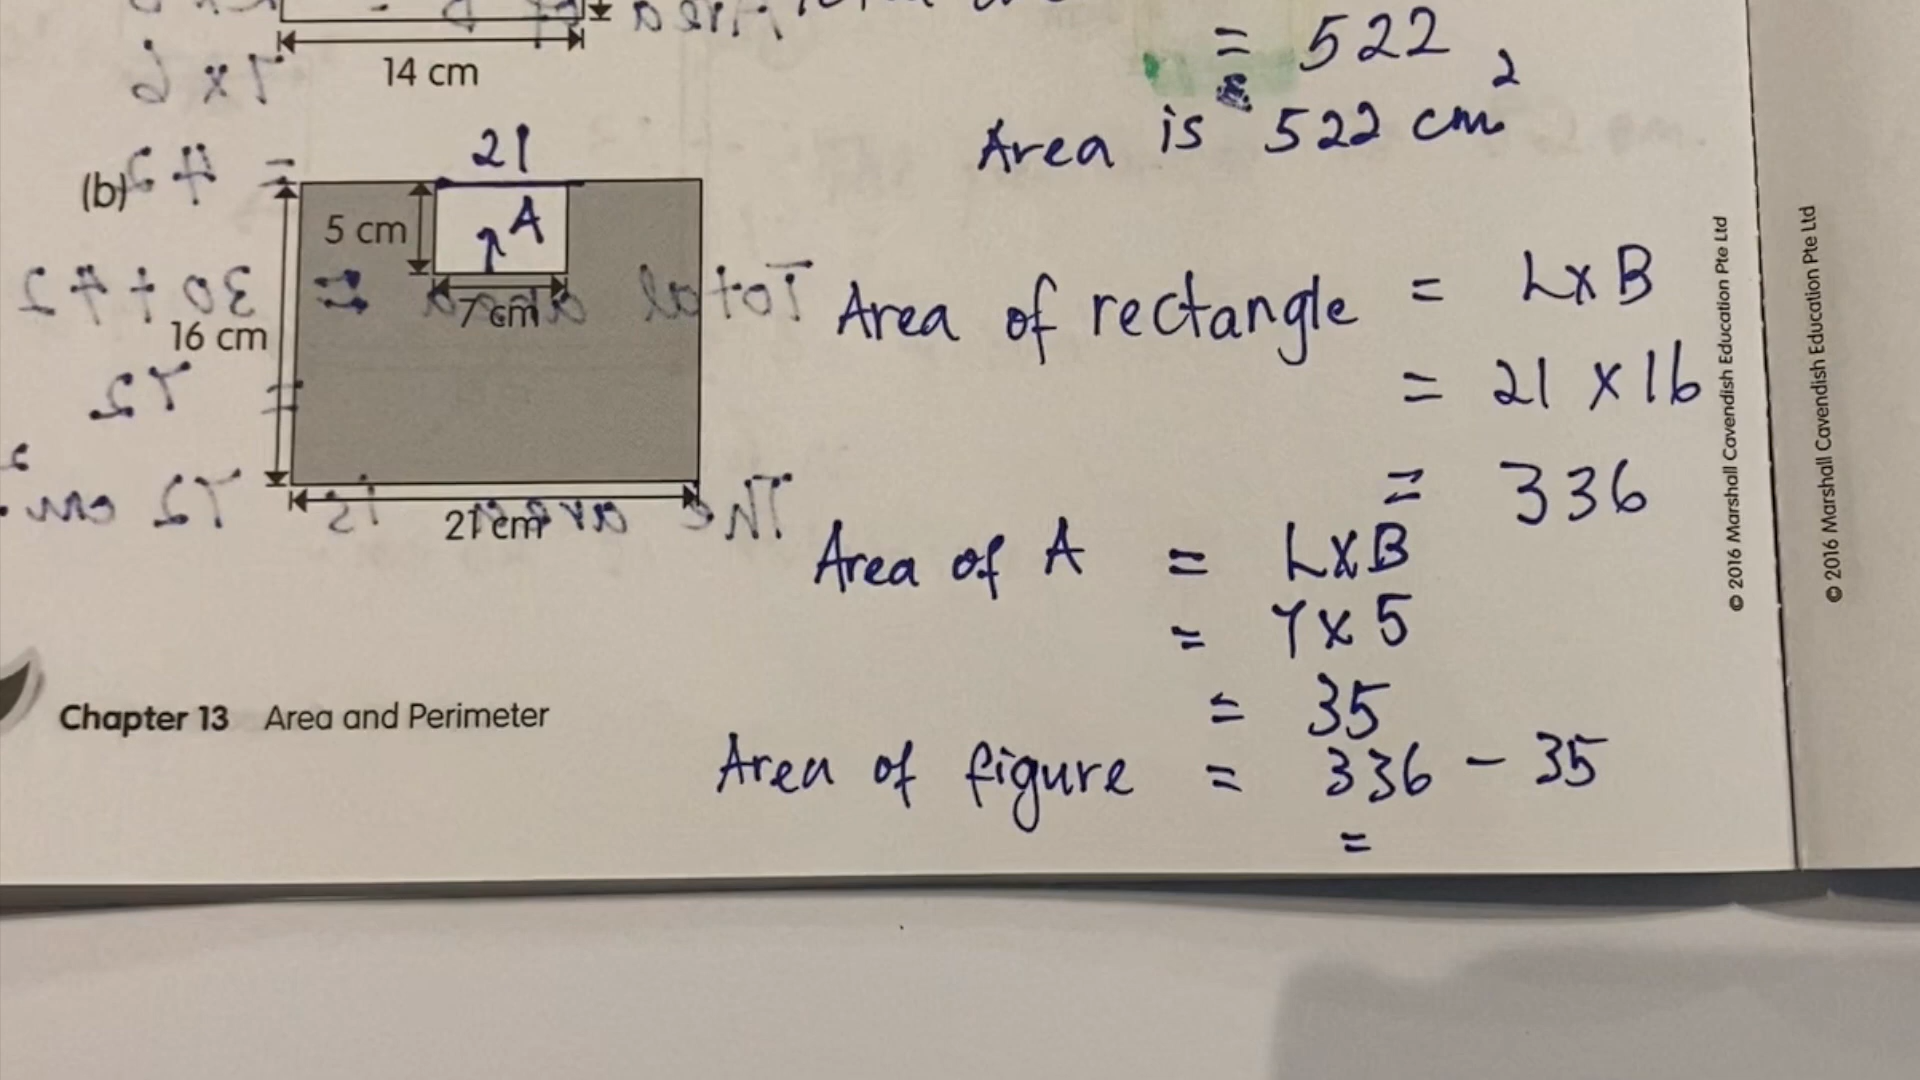 14 cm
= 522
Area is 522 cm²
(b)
21
5 cm
A
7 cm
16 cm
21 cm
Area of rectangle = L x B
= 21 x 16
= 336
Area of A = L x B
= 7 x 5
= 35
Area of figure = 336 - 35
=
Chapter 13 Area and Perimeter
© 2016 Marshall Cavendish Education Pte Ltd
© 2016 Marshall Cavendish Education Pte Ltd